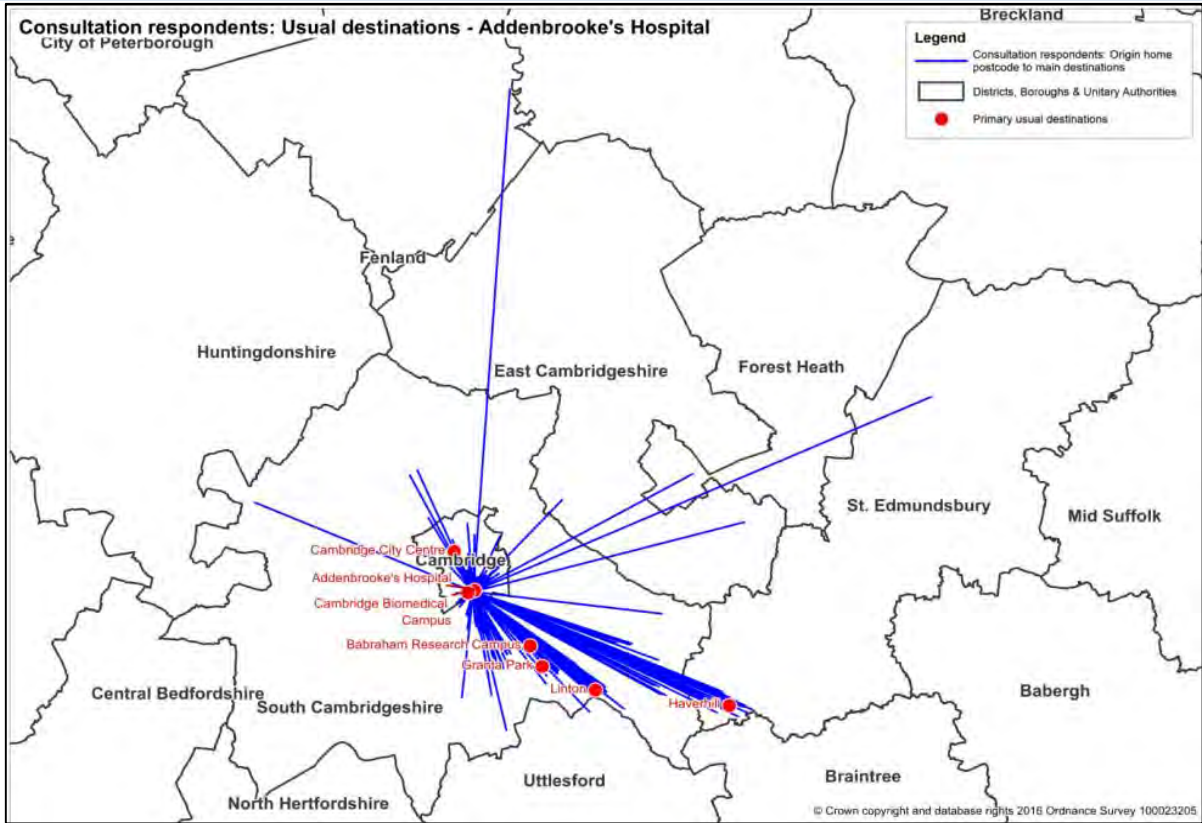 Consultation respondents: Usual destinations - Addenbrooke's Hospital
City of Peterborough
Breckland
Legend
Consultation respondents: Origin home
postcode to main destinations
Districts, Boroughs & Unitary Authorities
Primary usual destinations
e
Fenland
Huntingdonshire
East Cambridgeshire
Forest Heath
St. Edmundsbury
Mid Suffolk
Cambridge City Centre
Cambridge
Addenbrooke's Hospital
Cambridge Biomedical
Campus
Babraham Research Campus
Granta Park
Linton
Haverhill
Central Bedfordshire
South Cambridgeshire
Babergh
Uttlesford
Braintree
North Hertfordshire
© Crown copyright and database rights 2016 Ordnance Survey 100023205